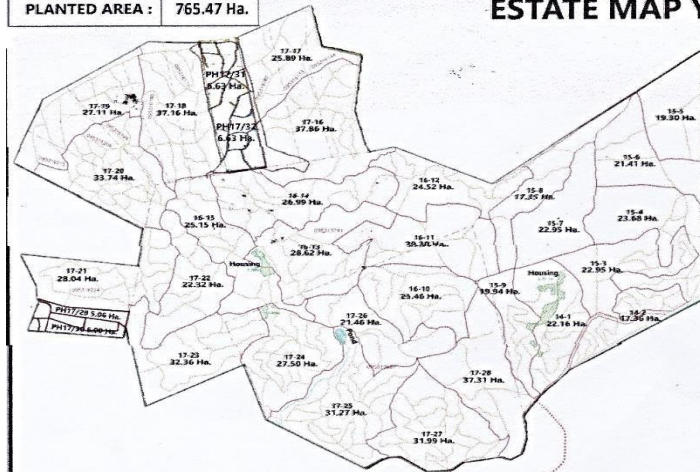 PLANTED AREA : 765.47 Ha.
ESTATE MAP Y
17-17
25.89 Ha.
PH17/31
6.63 Ha.
17-19
27.11 Ha.
17-18
37.16 Ha.
17-16
37.86 Ha.
PH17/32
6.63 Ha.
15-5
19.30 Ha.
15-6
21.41 Ha.
17-20
33.74 Ha.
16-12
24.52 Ha.
16-14
26.99 Ha.
15-8
17.35 Ha.
15-4
23.68 Ha.
16-15
25.15 Ha.
15-7
22.95 Ha.
16-11
16-13
28.62 Ha.
Housing
15-3
22.95 Ha.
17-21
28.04 Ha.
17-22
22.32 Ha.
Housing
16-10
25.46 Ha.
15-9
19.94 Ha.
PH17/29 5.06 Ha.
PH17/30 6.00 Ha.
17-26
21.46 Ha.
14-1
22.16 Ha.
14-2
17.36 Ha.
Pond
17-23
32.36 Ha.
17-24
27.50 Ha.
17-28
37.31 Ha.
17-25
31.27 Ha.
17-27
31.99 Ha.